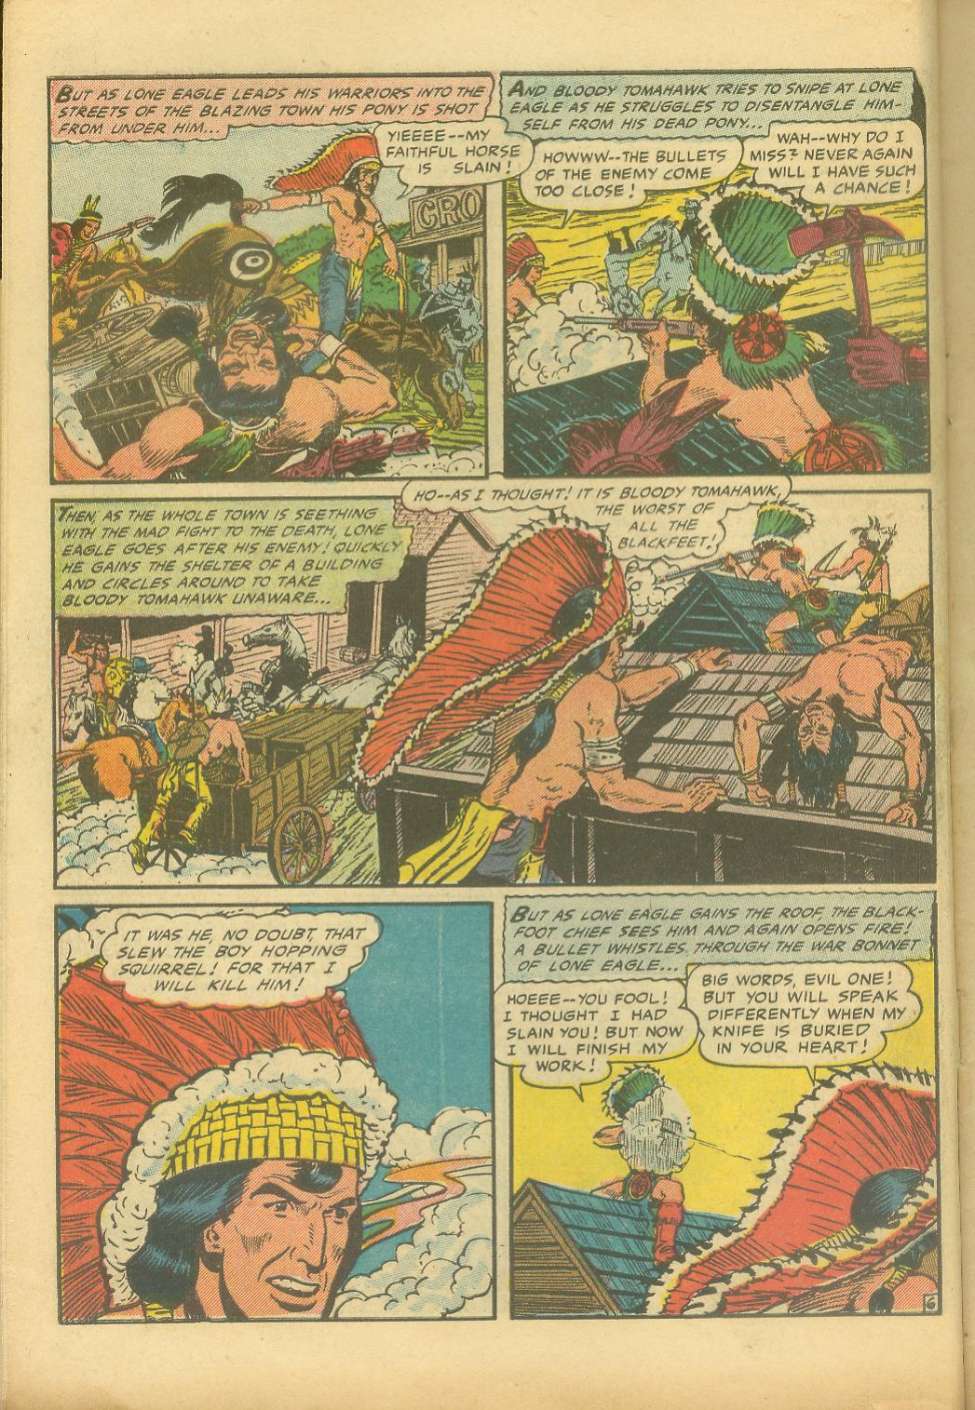 BUT AS LONE EAGLE LEADS HIS WARRIORS INTO THE
STREETS OF THE BLAZING TOWN HIS PONY IS SHOT
FROM UNDER HIM...
YIEEEE--MY
FAITHFUL HORSE
IS SLAIN!
CRO
AND BLOODY TOMAHAWK TRIES TO SNIPE AT LONE
EAGLE AS HE STRUGGLES TO DISENTANGLE HIM-
SELF FROM HIS DEAD PONY...
HOWWW--THE BULLETS
OF THE ENEMY COME
TOO CLOSE!
WAH--WHY DO I
MISS? NEVER AGAIN
WILL I HAVE SUCH
A CHANCE!
THEN, AS THE WHOLE TOWN IS SEETHING
WITH THE MAD FIGHT TO THE DEATH, LONE
EAGLE GOES AFTER HIS ENEMY! QUICKLY
HE GAINS THE SHELTER OF A BUILDING
AND CIRCLES AROUND TO TAKE
BLOODY TOMAHAWK UNAWARE...
HO--AS I THOUGHT! IT IS BLOODY TOMAHAWK,
THE WORST OF
ALL THE
BLACKFEET!
IT WAS HE, NO DOUBT, THAT
SLEW THE BOY HOPPING
SQUIRREL! FOR THAT I
WILL KILL HIM!
BUT AS LONE EAGLE GAINS THE ROOF, THE BLACK-
FOOT CHIEF SEES HIM AND AGAIN OPENS FIRE!
A BULLET WHISTLES THROUGH THE WAR BONNET
OF LONE EAGLE...
HOEEE--YOU FOOL!
I THOUGHT I HAD
SLAIN YOU! BUT NOW
I WILL FINISH MY
WORK!
BIG WORDS, EVIL ONE!
BUT YOU WILL SPEAK
DIFFERENTLY WHEN MY
KNIFE IS BURIED
IN YOUR HEART!
6